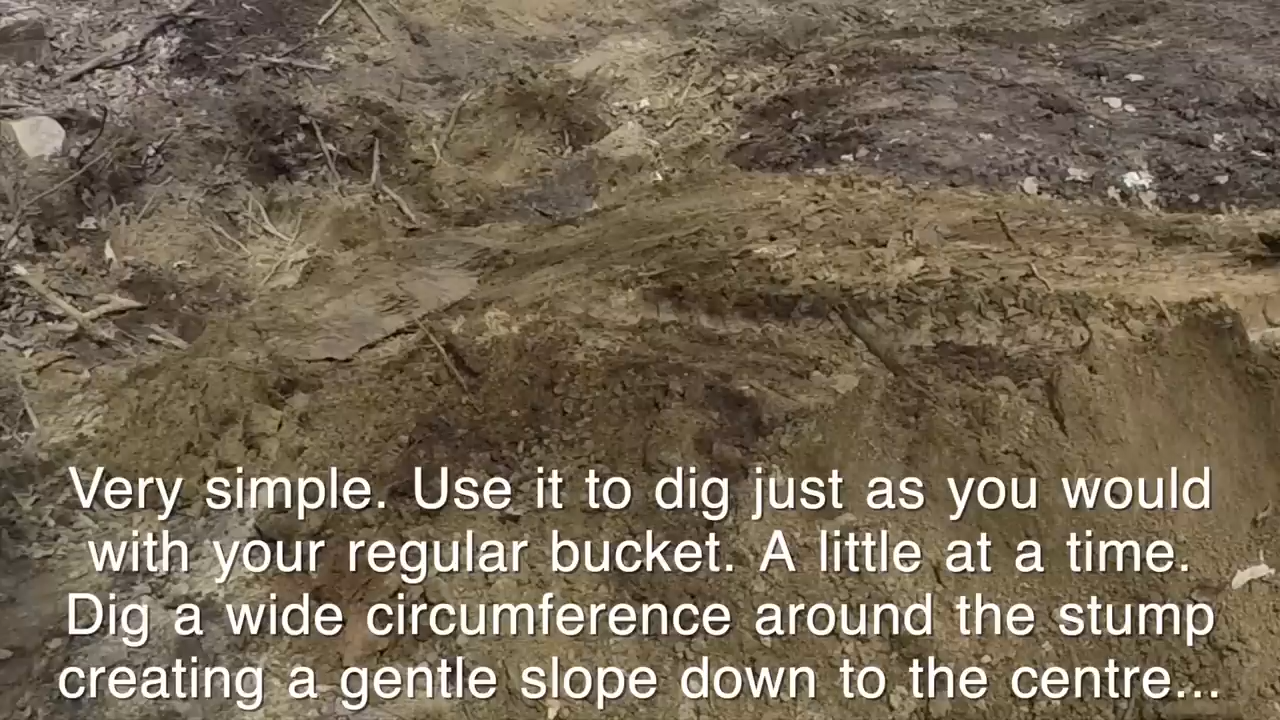 Very simple. Use it to dig just as you would
with your regular bucket. A little at a time.
Dig a wide circumference around the stump
creating a gentle slope down to the centre...